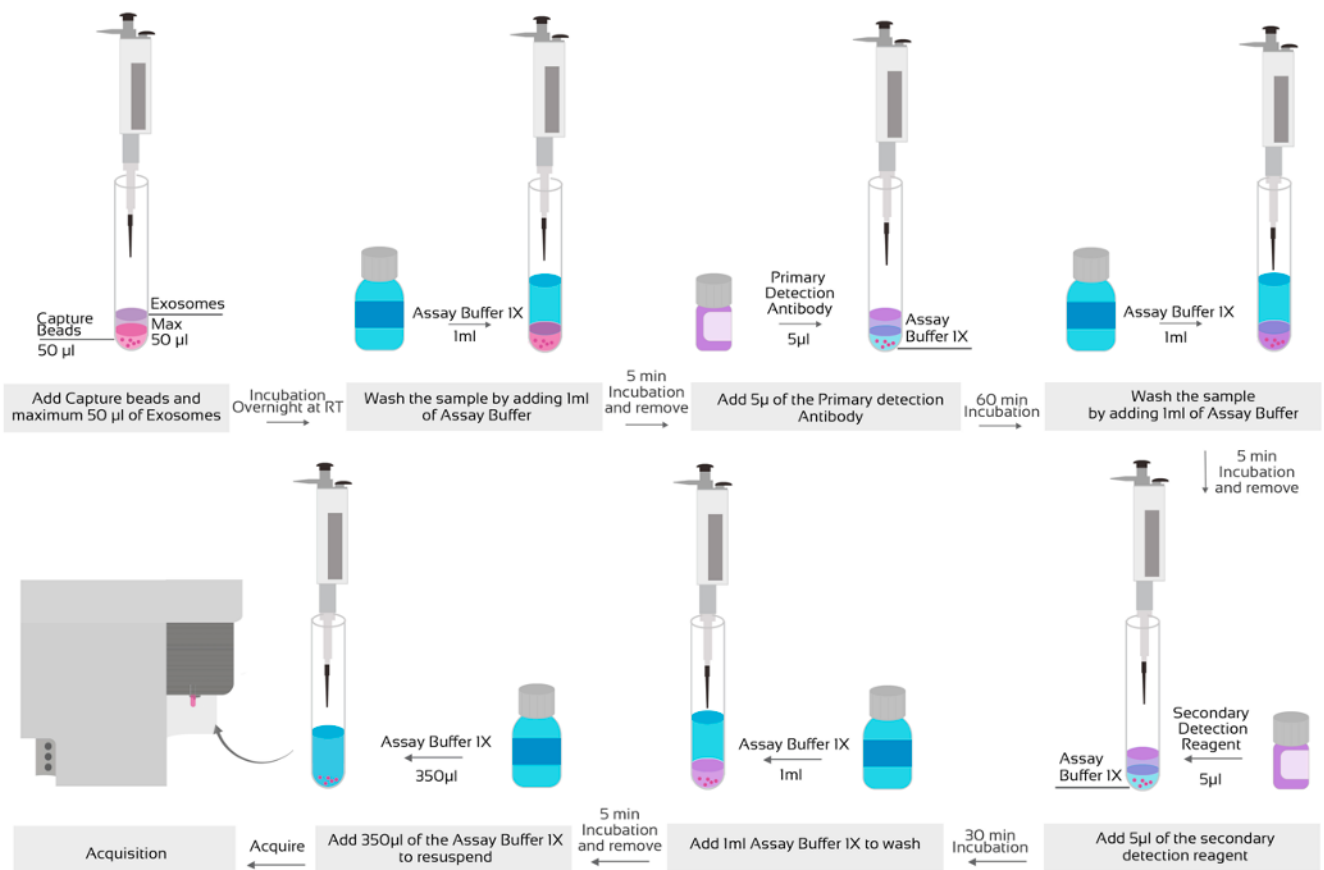 Capture
Beads
50 µl
Exosomes
Max
50 µl
Assay Buffer 1X
1ml
Primary
Detection
Antibody
5µl
Assay
Buffer 1X
Assay Buffer 1X
1ml
Add Capture beads and
maximum 50 µl of Exosomes
Incubation
Overnight at RT
Wash the sample by adding 1ml
of Assay Buffer
5 min
Incubation
and remove
Add 5µ of the Primary detection
Antibody
60 min
Incubation
Wash the sample
by adding 1ml of Assay Buffer
5 min
Incubation
and remove
Secondary
Detection
Reagent
5µl
Assay
Buffer 1X
Assay Buffer 1X
1ml
Assay Buffer 1X
350µl
Add 5µl of the secondary
detection reagent
30 min
Incubation
Add 1ml Assay Buffer 1X to wash
5 min
Incubation
and remove
Add 350µl of the Assay Buffer 1X
to resuspend
Acquire
Acquisition